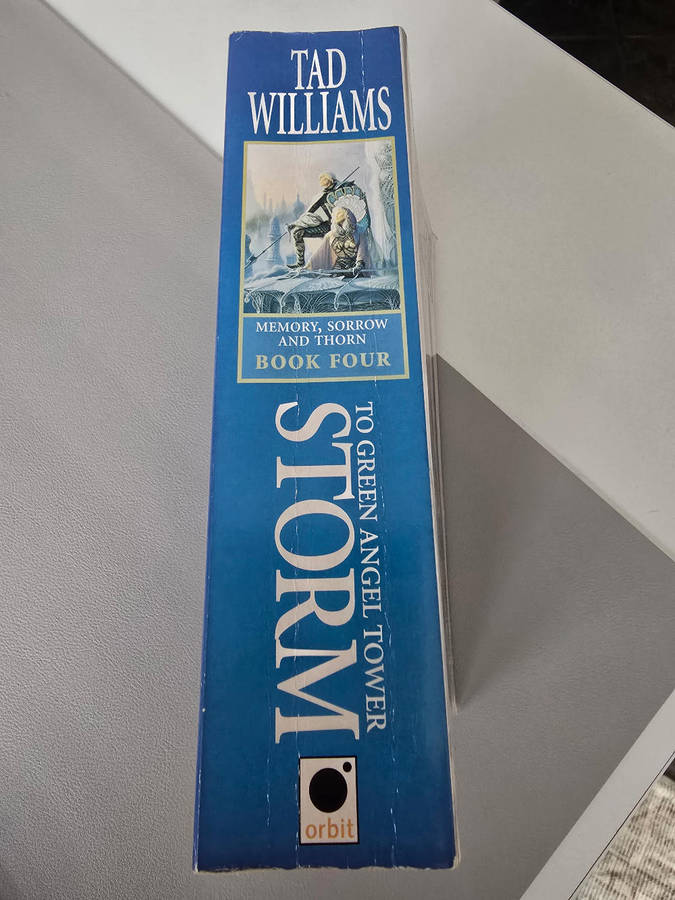 TAD
WILLIAMS
MEMORY, SORROW
AND THORN
BOOK FOUR
TO GREEN ANGEL TOWER
STORM
orbit